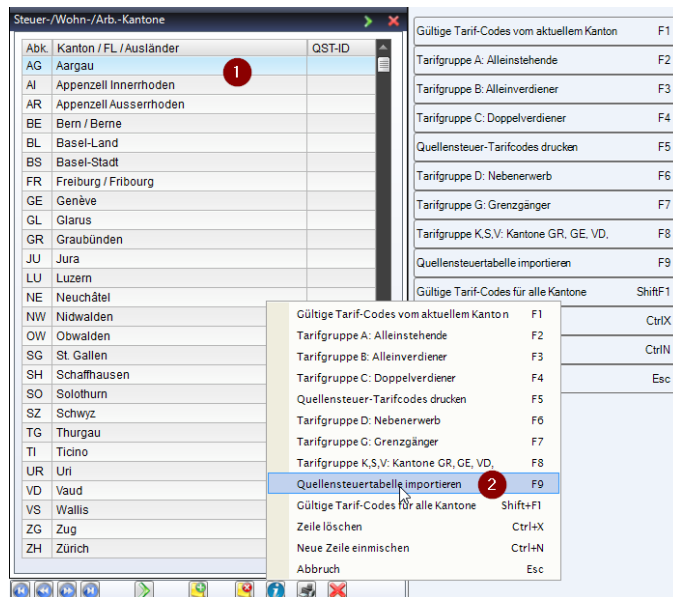 Steuer-/Wohn-/Arb.-Kantone
Abk. Kanton / FL / Ausländer QST-ID
AG Aargau 1
AI Appenzell Innerrhoden
AR Appenzell Ausserrhoden
BE Bern / Berne
BL Basel-Land
BS Basel-Stadt
FR Freiburg / Fribourg
GE Genève
GL Glarus
GR Graubünden
JU Jura
LU Luzern
NE Neuchâtel
NW Nidwalden
OW Obwalden
SG St. Gallen
SH Schaffhausen
SO Solothurn
SZ Schwyz
TG Thurgau
TI Ticino
UR Uri
VD Vaud
VS Wallis
ZG Zug
ZH Zürich
Gültige Tarif-Codes vom aktuellem Kanton F1
Tarifgruppe A: Alleinstehende F2
Tarifgruppe B: Alleinverdiener F3
Tarifgruppe C: Doppelverdiener F4
Quellensteuer-Tarifcodes drucken F5
Tarifgruppe D: Nebenerwerb F6
Tarifgruppe G: Grenzgänger F7
Tarifgruppe K,S,V: Kantone GR, GE, VD, F8
Quellensteuertabelle importieren F9
Gültige Tarif-Codes für alle Kantone ShiftF1
CtrlX
CtrlN
Esc
Gültige Tarif-Codes vom aktuellem Kanton F1
Tarifgruppe A: Alleinstehende F2
Tarifgruppe B: Alleinverdiener F3
Tarifgruppe C: Doppelverdiener F4
Quellensteuer-Tarifcodes drucken F5
Tarifgruppe D: Nebenerwerb F6
Tarifgruppe G: Grenzgänger F7
Tarifgruppe K,S,V: Kantone GR, GE, VD, F8
Quellensteuertabelle importieren 2 F9
Gültige Tarif-Codes für alle Kantone Shift+F1
Zeile löschen Ctrl+X
Neue Zeile einmischen Ctrl+N
Abbruch Esc